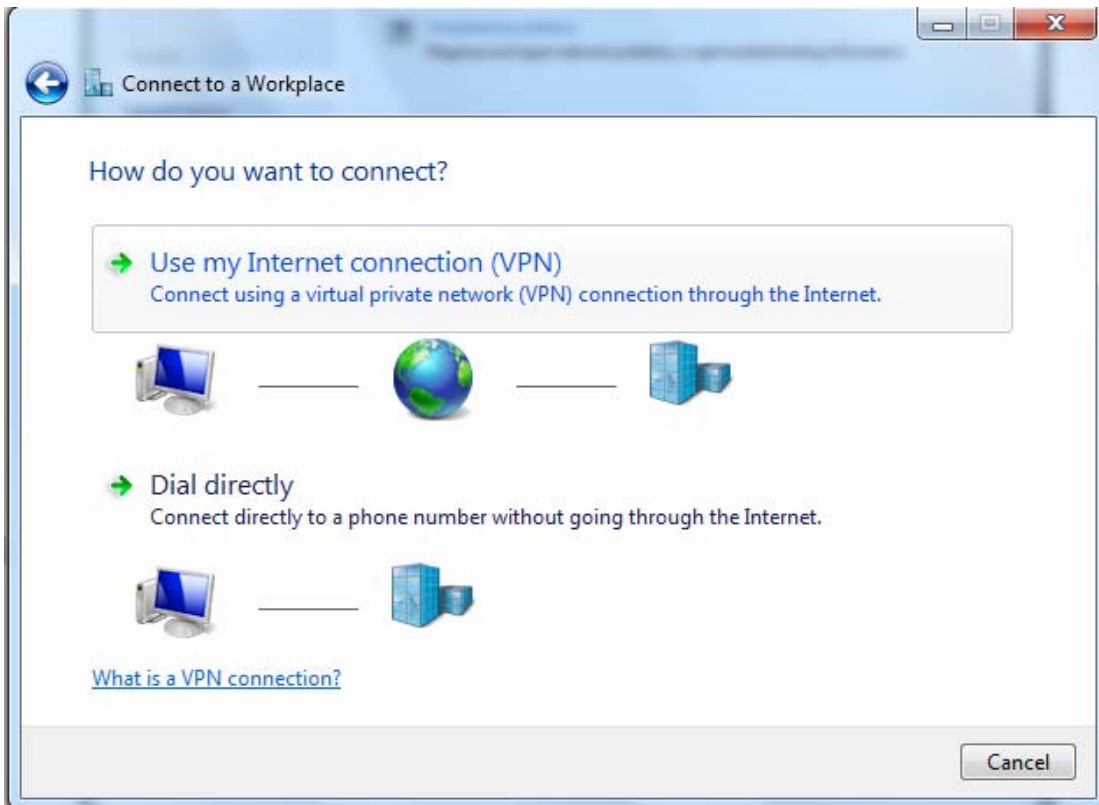 Connect to a Workplace
How do you want to connect?
Use my Internet connection (VPN)
Connect using a virtual private network (VPN) connection through the Internet.
Dial directly
Connect directly to a phone number without going through the Internet.
What is a VPN connection?
Cancel